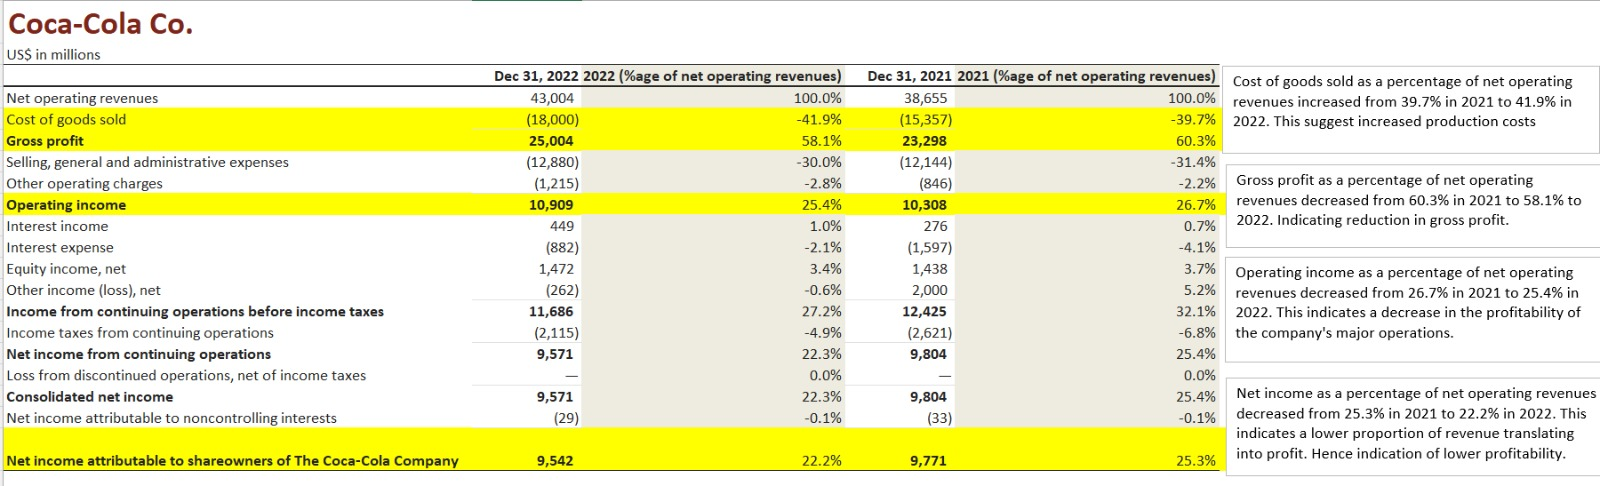 Coca-Cola Co.
US$ in millions
Dec 31, 2022 2022 (%age of net operating revenues) Dec 31, 2021 2021 (%age of net operating revenues)
Net operating revenues 43,004 100.0% 38,655 100.0%
Cost of goods sold (18,000) -41.9% (15,357) -39.7%
Gross profit 25,004 58.1% 23,298 60.3%
Selling, general and administrative expenses (12,880) -30.0% (12,144) -31.4%
Other operating charges (1,215) -2.8% (846) -2.2%
Operating income 10,909 25.4% 10,308 26.7%
Interest income 449 1.0% 276 0.7%
Interest expense (882) -2.1% (1,597) -4.1%
Equity income, net 1,472 3.4% 1,438 3.7%
Other income (loss), net (262) -0.6% 2,000 5.2%
Income from continuing operations before income taxes 11,686 27.2% 12,425 32.1%
Income taxes from continuing operations (2,115) -4.9% (2,621) -6.8%
Net income from continuing operations 9,571 22.3% 9,804 25.4%
Loss from discontinued operations, net of income taxes — 0.0% — 0.0%
Consolidated net income 9,571 22.3% 9,804 25.4%
Net income attributable to noncontrolling interests (29) -0.1% (33) -0.1%
Net income attributable to shareowners of The Coca-Cola Company 9,542 22.2% 9,771 25.3%
Cost of goods sold as a percentage of net operating
revenues increased from 39.7% in 2021 to 41.9% in
2022. This suggest increased production costs
Gross profit as a percentage of net operating
revenues decreased from 60.3% in 2021 to 58.1% to
2022. Indicating reduction in gross profit.
Operating income as a percentage of net operating
revenues decreased from 26.7% in 2021 to 25.4% in
2022. This indicates a decrease in the profitability of
the company's major operations.
Net income as a percentage of net operating revenues
decreased from 25.3% in 2021 to 22.2% in 2022. This
indicates a lower proportion of revenue translating
into profit. Hence indication of lower profitability.